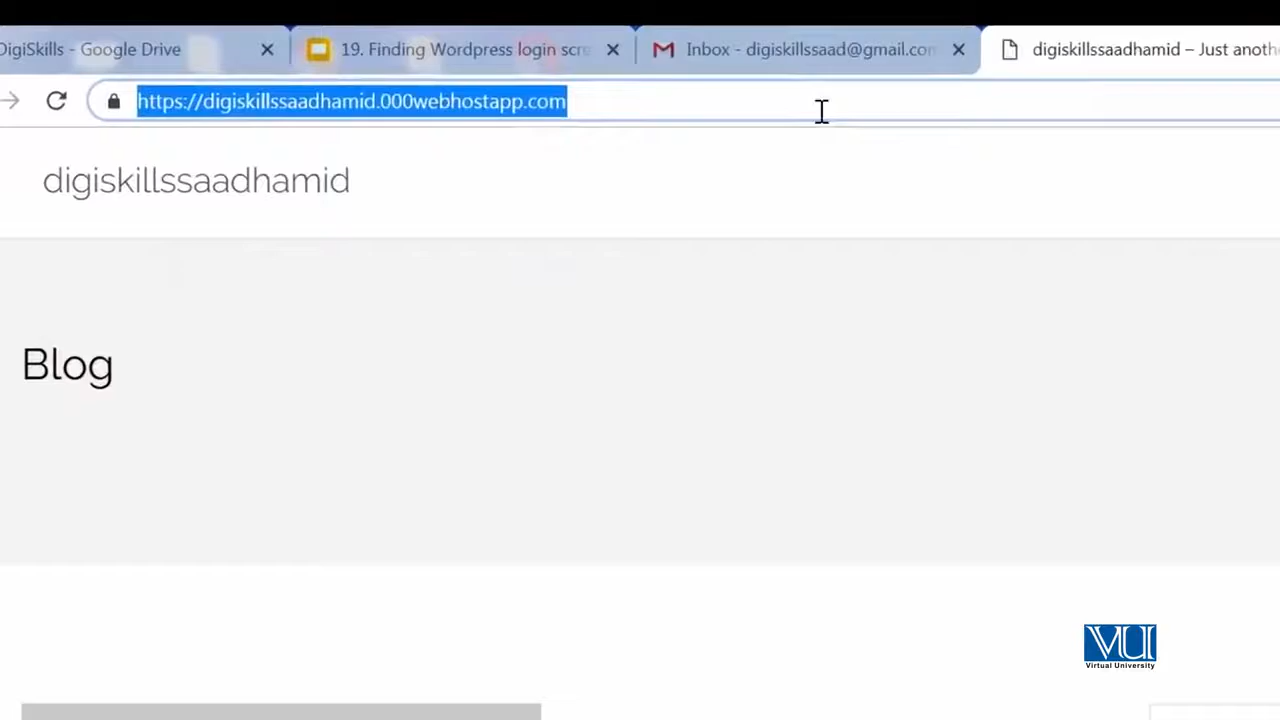 DigiSkills - Google Drive
19. Finding Wordpress login scre
Inbox - digiskillssaad@gmail.com
digiskillssaadhamid – Just anoth
https://digiskillssaadhamid.000webhostapp.com
digiskillssaadhamid
Blog
VU
Virtual University